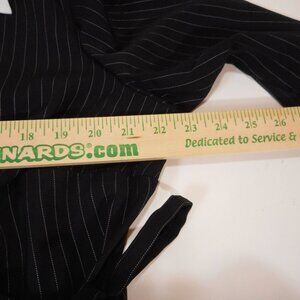 18 19 20 21 22 23 24 25 26
NARDS.com Dedicated to Service &